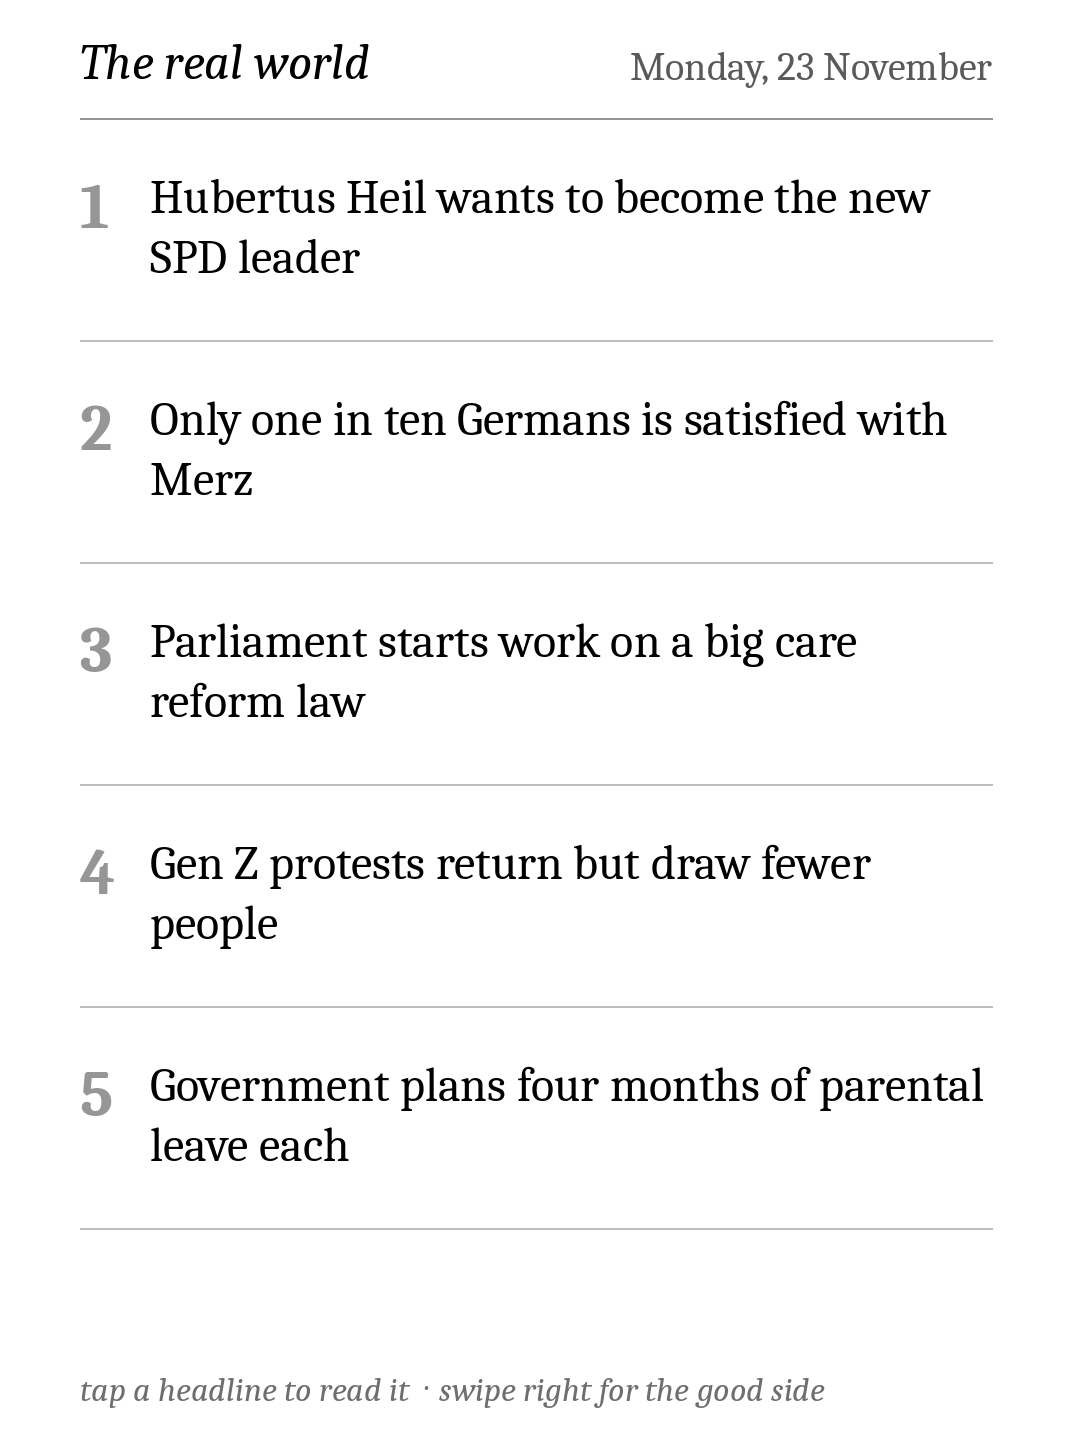 The real world
Monday, 23 November
1
Hubertus Heil wants to become the new
SPD leader
2
Only one in ten Germans is satisfied with
Merz
3
Parliament starts work on a big care
reform law
4
Gen Z protests return but draw fewer
people
5
Government plans four months of parental
leave each
tap a headline to read it · swipe right for the good side